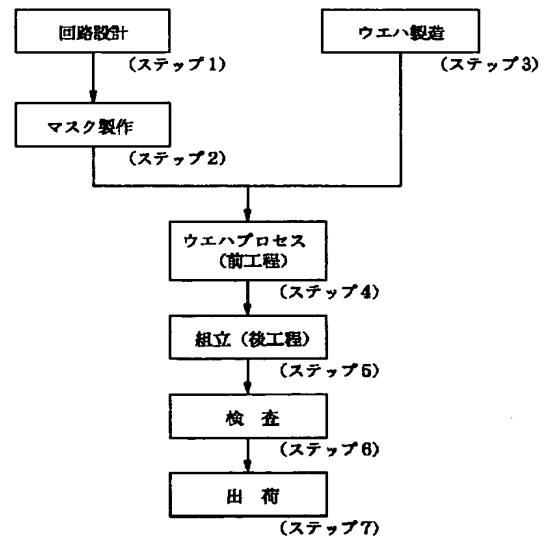 回路設計
(ステップ1)
ウエハ製造
(ステップ3)
マスク製作
(ステップ2)
ウエハプロセス
(前工程)
(ステップ4)
組立(後工程)
(ステップ5)
検 査
(ステップ6)
出 荷
(ステップ7)